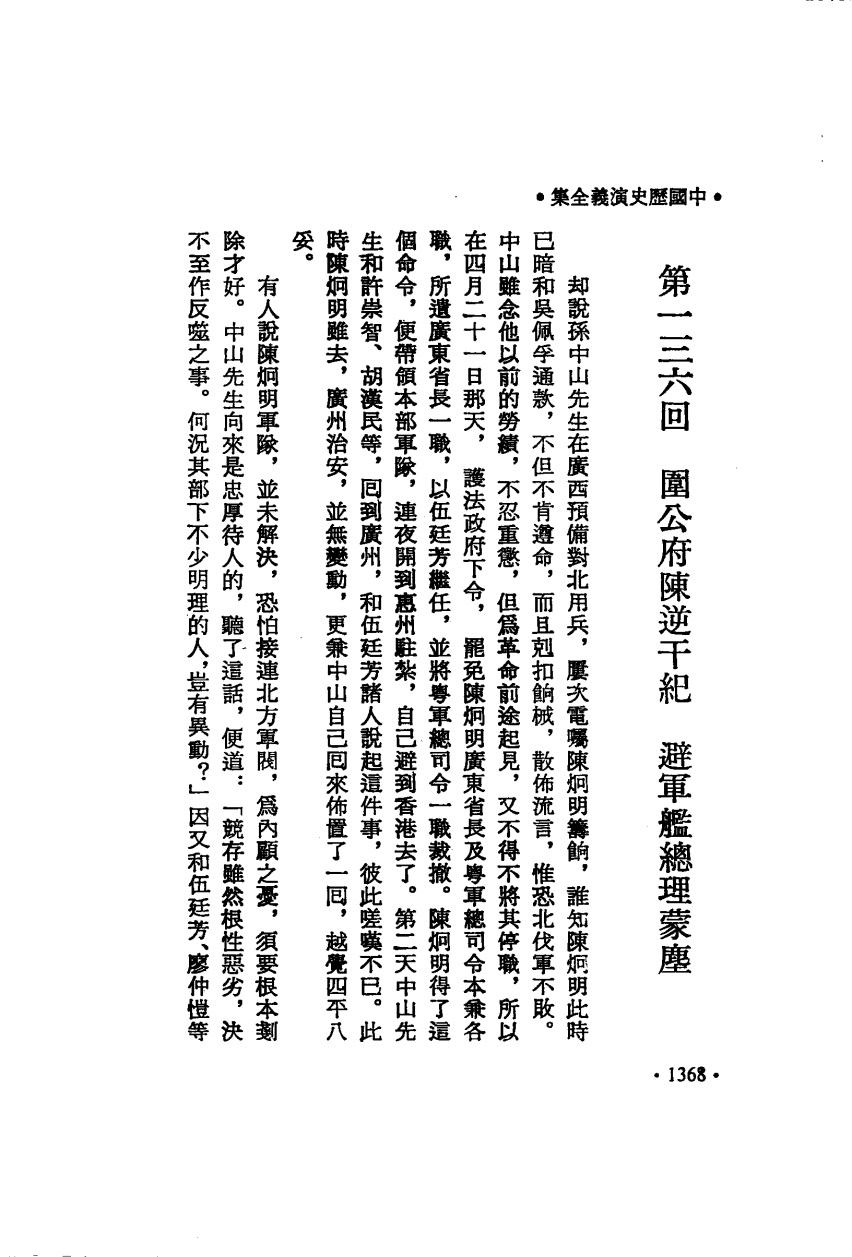 •集全義演史歷國中•
第一三六回　圍公府陳逆干紀　避軍艦總理蒙塵
却說孫中山先生在廣西預備對北用兵，屢次電囑陳炯明籌餉，誰知陳炯明此時
已暗和吳佩孚通款，不但不肯遵命，而且剋扣餉械，散佈流言，惟恐北伐軍不敗。
中山雖念他以前的勞績，不忍重懲，但爲革命前途起見，又不得不將其停職，所以
在四月二十一日那天，護法政府下令，罷免陳炯明廣東省長及粵軍總司令本兼各
職，所遺廣東省長一職，以伍廷芳繼任，並將粵軍總司令一職裁撤。陳炯明得了這
個命令，便帶領本部軍隊，連夜開到惠州駐紮，自己避到香港去了。第二天中山先
生和許崇智、胡漢民等，囘到廣州，和伍廷芳諸人說起這件事，彼此嗟嘆不已。此
時陳炯明雖去，廣州治安，並無變動，更兼中山自己囘來佈置了一囘，越覺四平八
妥。
有人說陳炯明軍隊，並未解決，恐怕接連北方軍閥，爲內顧之憂，須要根本剷
除才好。中山先生向來是忠厚待人的，聽了這話，便道：「競存雖然根性惡劣，決
不至作反噬之事。何況其部下不少明理的人，豈有異動？」因又和伍廷芳、廖仲愷等
•1368•